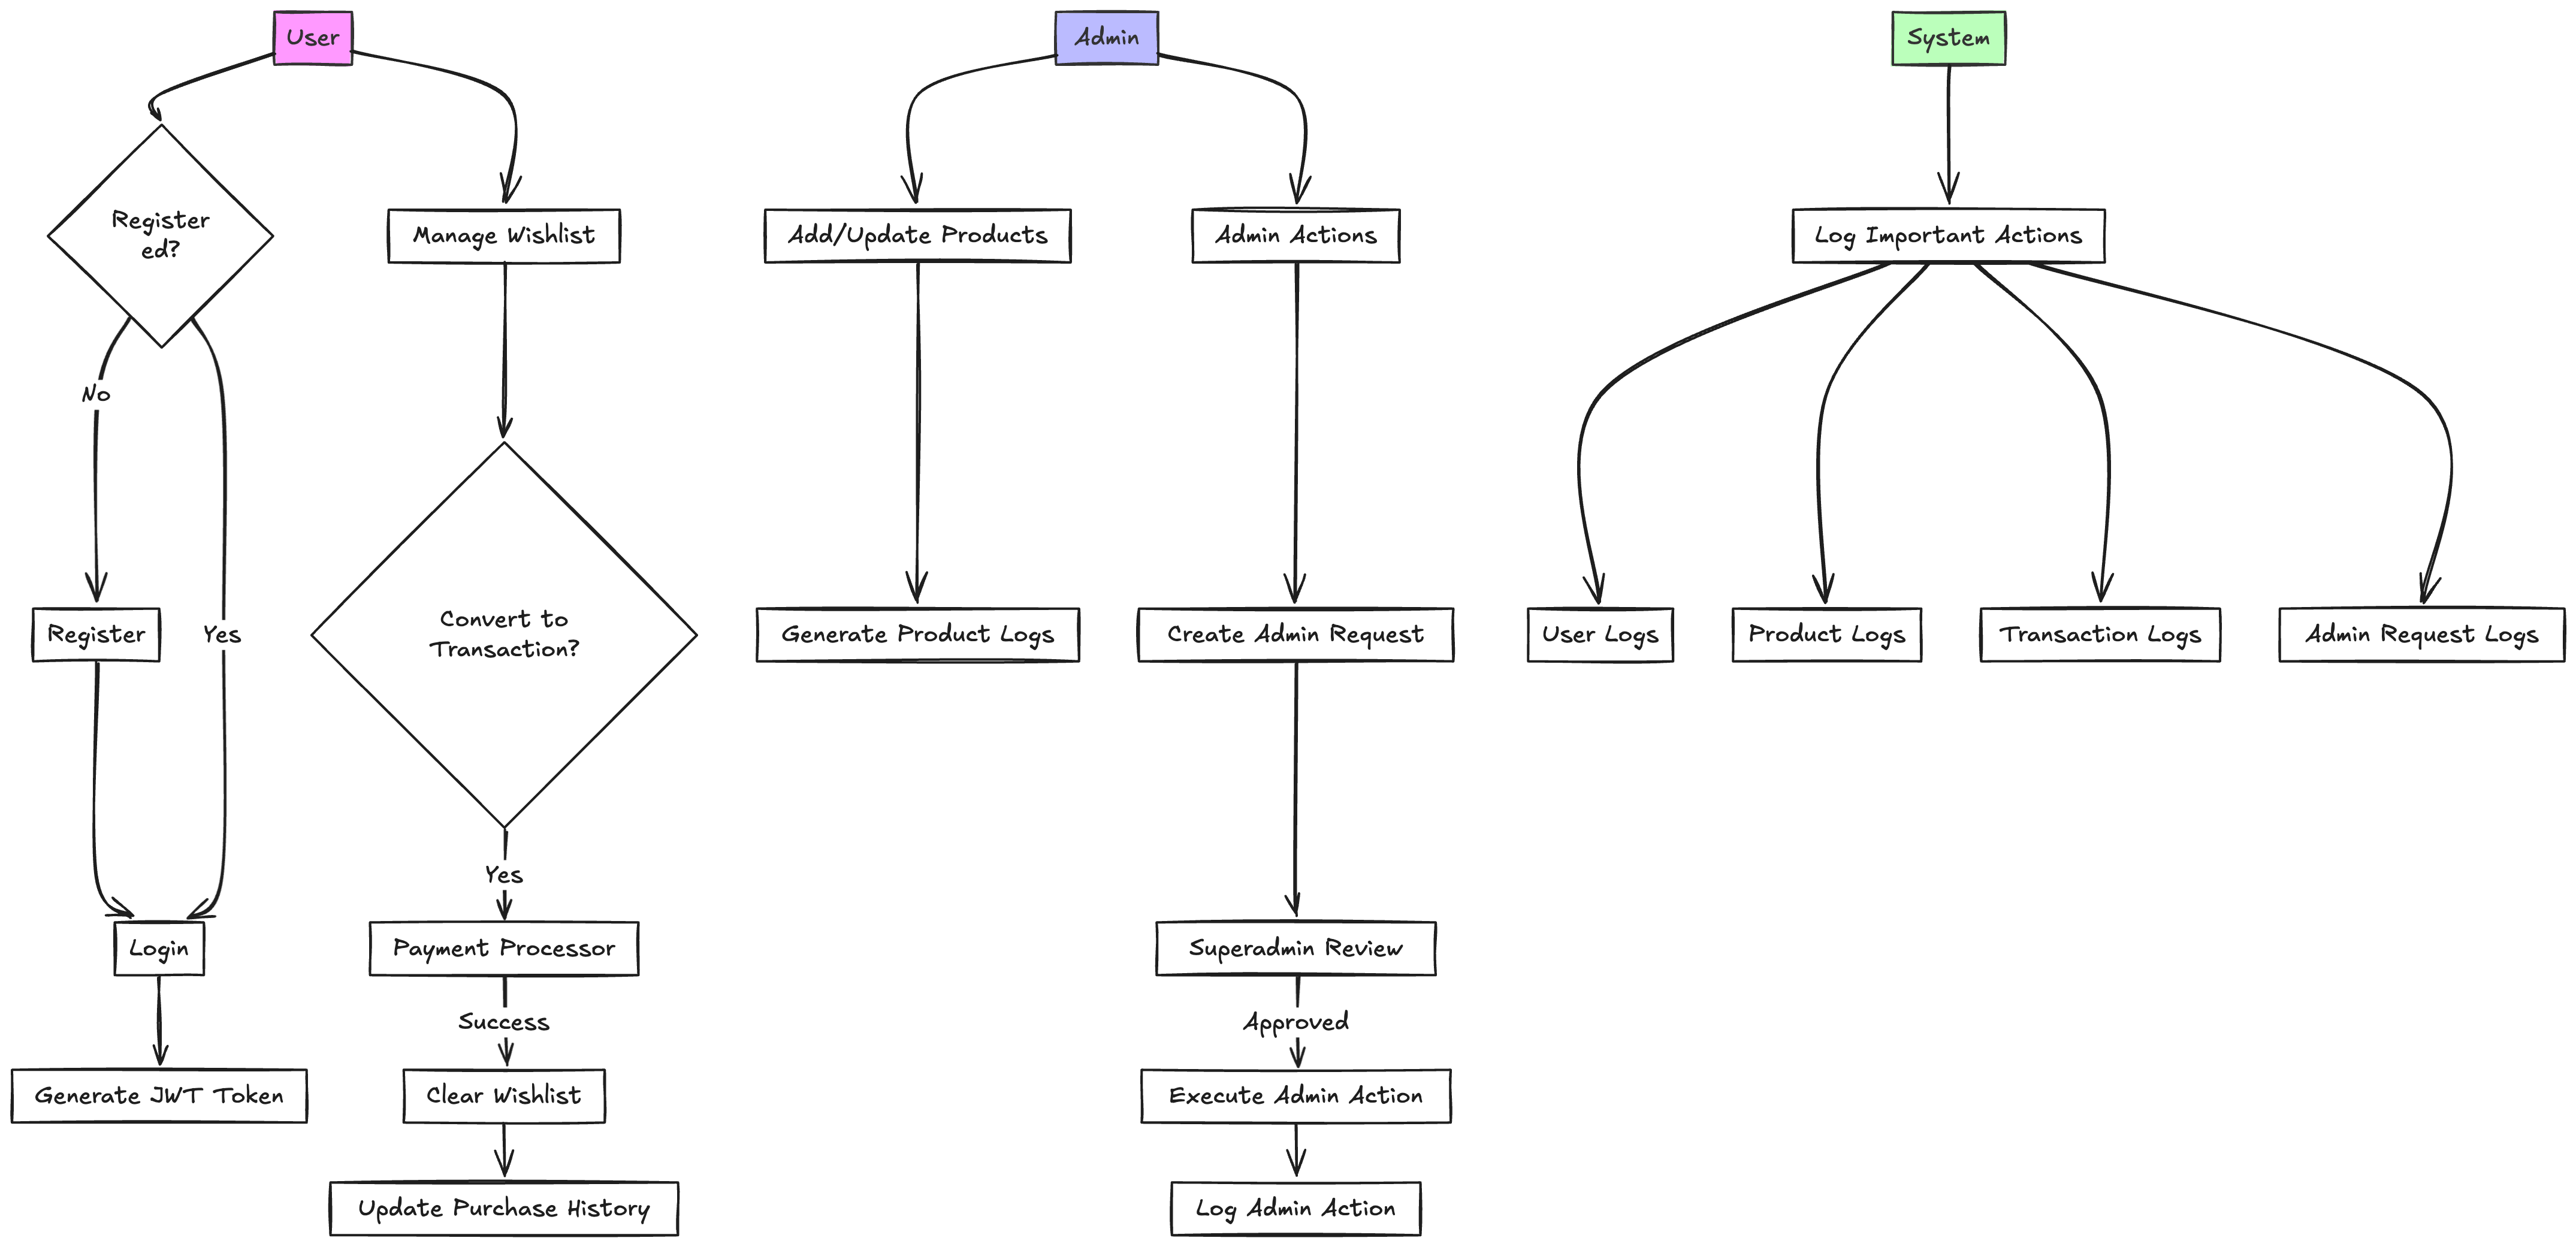 User
Admin
System
Register
ed?
Manage Wishlist
Add/Update Products
Admin Actions
Log Important Actions
No
Register
Yes
Convert to
Transaction?
Generate Product Logs
Create Admin Request
User Logs
Product Logs
Transaction Logs
Admin Request Logs
Yes
Login
Payment Processor
Superadmin Review
Success
Approved
Generate JWT Token
Clear Wishlist
Execute Admin Action
Update Purchase History
Log Admin Action